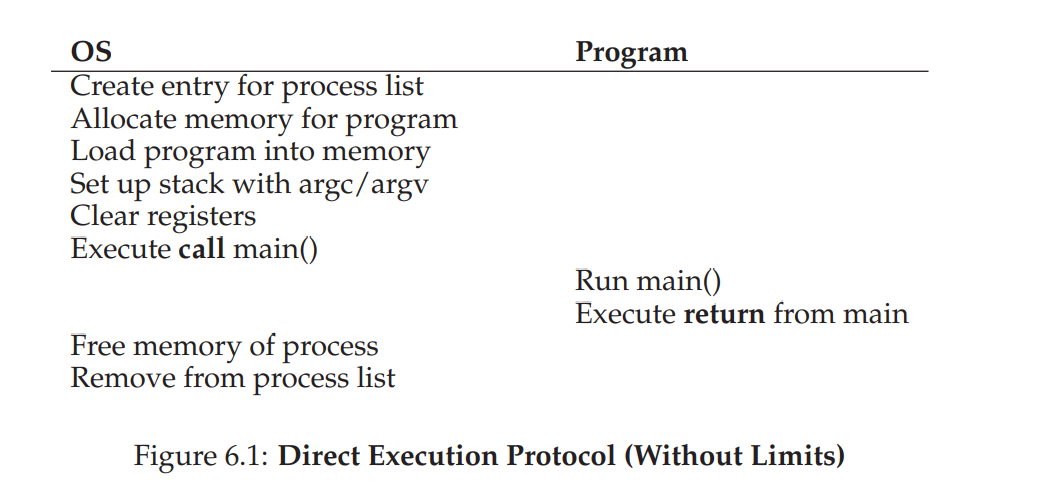 OS Program
Create entry for process list
Allocate memory for program
Load program into memory
Set up stack with argc/argv
Clear registers
Execute call main()
Run main()
Execute return from main
Free memory of process
Remove from process list
Figure 6.1: Direct Execution Protocol (Without Limits)